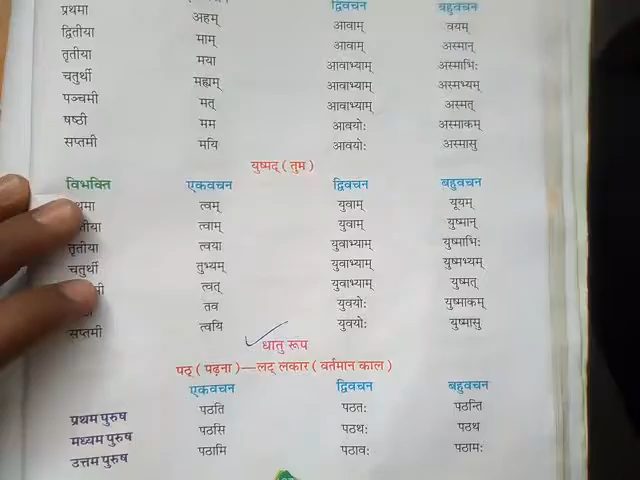 द्विवचन बहुवचन
प्रथमा अहम् आवाम् वयम्
द्वितीया माम् आवाम् अस्मान्
तृतीया मया आवाभ्याम् अस्माभिः
चतुर्थी मह्यम् आवाभ्याम् अस्मभ्यम्
पञ्चमी मत् आवाभ्याम् अस्मत्
षष्ठी मम आवयोः अस्माकम्
सप्तमी मयि आवयोः अस्मासु
युष्मद् ( तुम )
विभक्ति एकवचन द्विवचन बहुवचन
त्वम् युवाम् यूयम्
त्वाम् युवाम् युष्मान्
तृतीया त्वया युवाभ्याम् युष्माभिः
चतुर्थी तुभ्यम् युवाभ्याम् युष्मभ्यम्
त्वत् युवाभ्याम् युष्मत्
तव युवयोः युष्माकम्
सप्तमी त्वयि युवयोः युष्मासु
धातु रूप
पठ् ( पढ़ना )—लट् लकार ( वर्तमान काल )
एकवचन द्विवचन बहुवचन
प्रथम पुरुष पठति पठतः पठन्ति
मध्यम पुरुष पठसि पठथः पठथ
उत्तम पुरुष पठामि पठावः पठामः